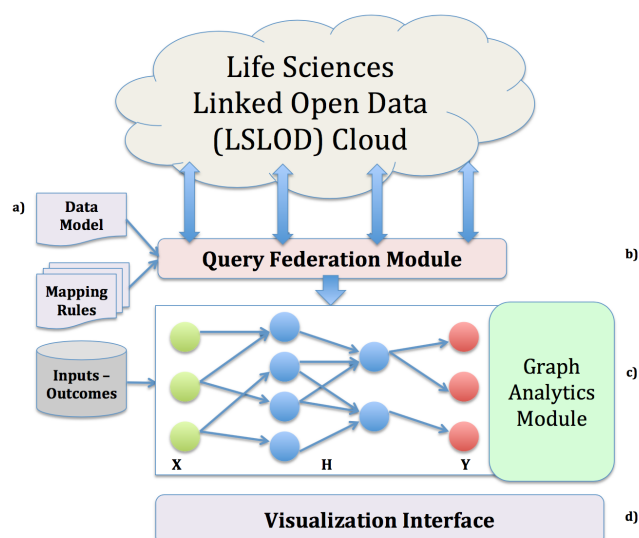 Life Sciences
Linked Open Data
(LSLOD) Cloud
a)
Data
Model
Query Federation Module
b)
Mapping
Rules
Inputs –
Outcomes
Graph
Analytics
Module
c)
X
H
Y
Visualization Interface
d)